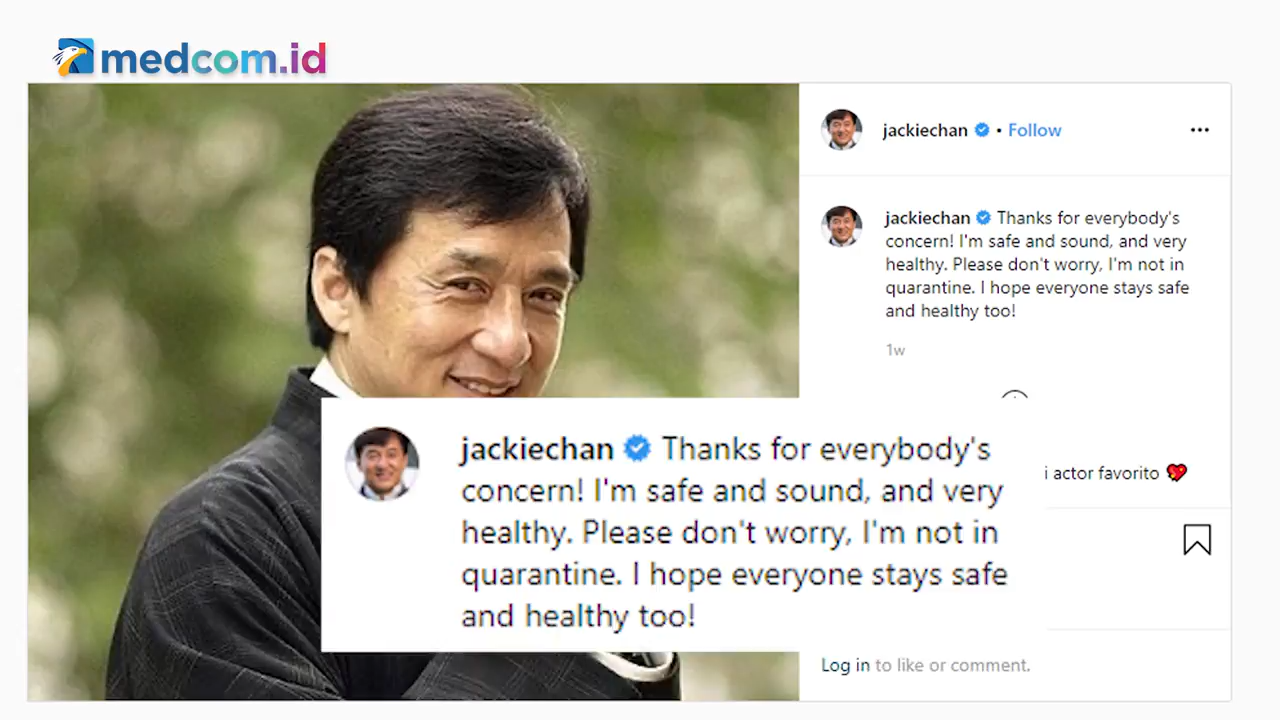 medcom.id
jackiechan • Follow
jackiechan Thanks for everybody's
concern! I'm safe and sound, and very
healthy. Please don't worry, I'm not in
quarantine. I hope everyone stays safe
and healthy too!
1w
jackiechan Thanks for everybody's
concern! I'm safe and sound, and very
healthy. Please don't worry, I'm not in
quarantine. I hope everyone stays safe
and healthy too!
i actor favorito
Log in to like or comment.